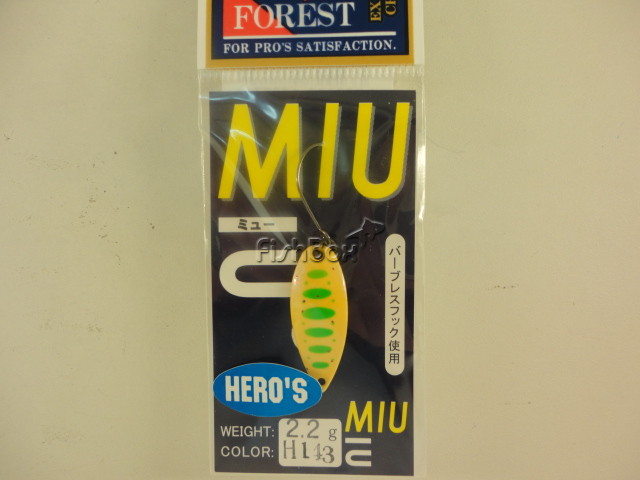 FOREST
EX
FOR PRO'S SATISFACTION.
MIU
ミュー
FishBox
バーブレスフック使用
HERO'S
MIU
WEIGHT: 2.2 g
COLOR: H143